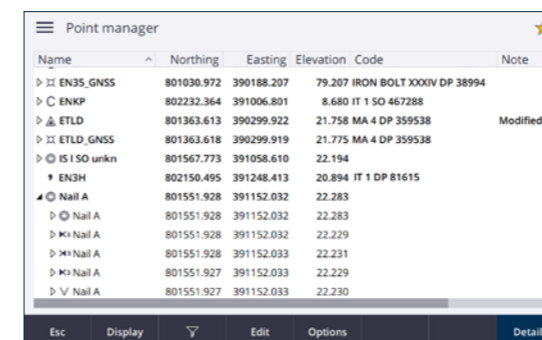 Point manager
Name Northing Easting Elevation Code Note
EN35_GNSS 801030.972 390188.207 79.207 IRON BOLT XXXIV DP 38994
ENKP 802232.364 391006.801 8.680 IT 1 SO 467288
ETLD 801363.613 390299.922 21.758 MA 4 DP 359538 Modified
ETLD_GNSS 801363.618 390299.919 21.775 MA 4 DP 359538
IS I SO unkn 801567.773 391058.610 22.194
EN3H 802150.495 391248.413 20.894 IT 1 DP 81615
Nail A 801551.928 391152.032 22.283
Nail A 801551.928 391152.032 22.283
Nail A 801551.928 391152.032 22.229
Nail A 801551.928 391152.033 22.231
Nail A 801551.927 391152.033 22.229
Nail A 801551.927 391152.033 22.230
Esc Display Edit Options Detail